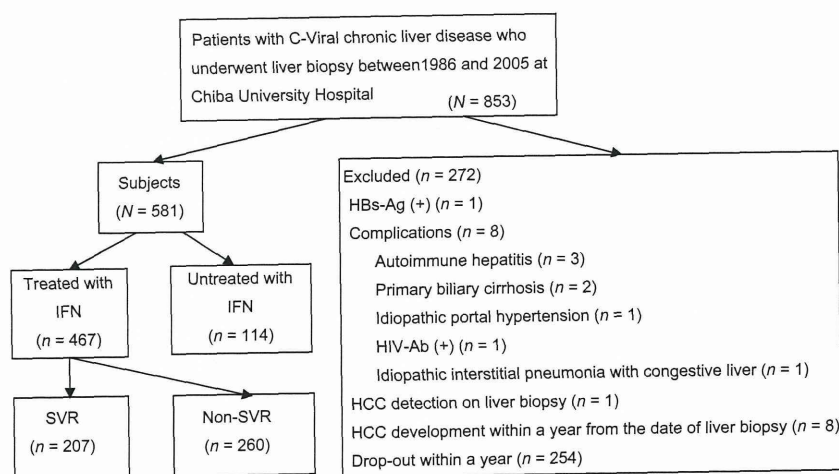 Patients with C-Viral chronic liver disease who
underwent liver biopsy between1986 and 2005 at
Chiba University Hospital (N = 853)
Subjects
(N = 581)
Treated with
IFN
(n = 467)
Untreated with
IFN
(n = 114)
SVR
(n = 207)
Non-SVR
(n = 260)
Excluded (n = 272)
HBs-Ag (+) (n = 1)
Complications (n = 8)
Autoimmune hepatitis (n = 3)
Primary biliary cirrhosis (n = 2)
Idiopathic portal hypertension (n = 1)
HIV-Ab (+) (n = 1)
Idiopathic interstitial pneumonia with congestive liver (n = 1)
HCC detection on liver biopsy (n = 1)
HCC development within a year from the date of liver biopsy (n = 8)
Drop-out within a year (n = 254)